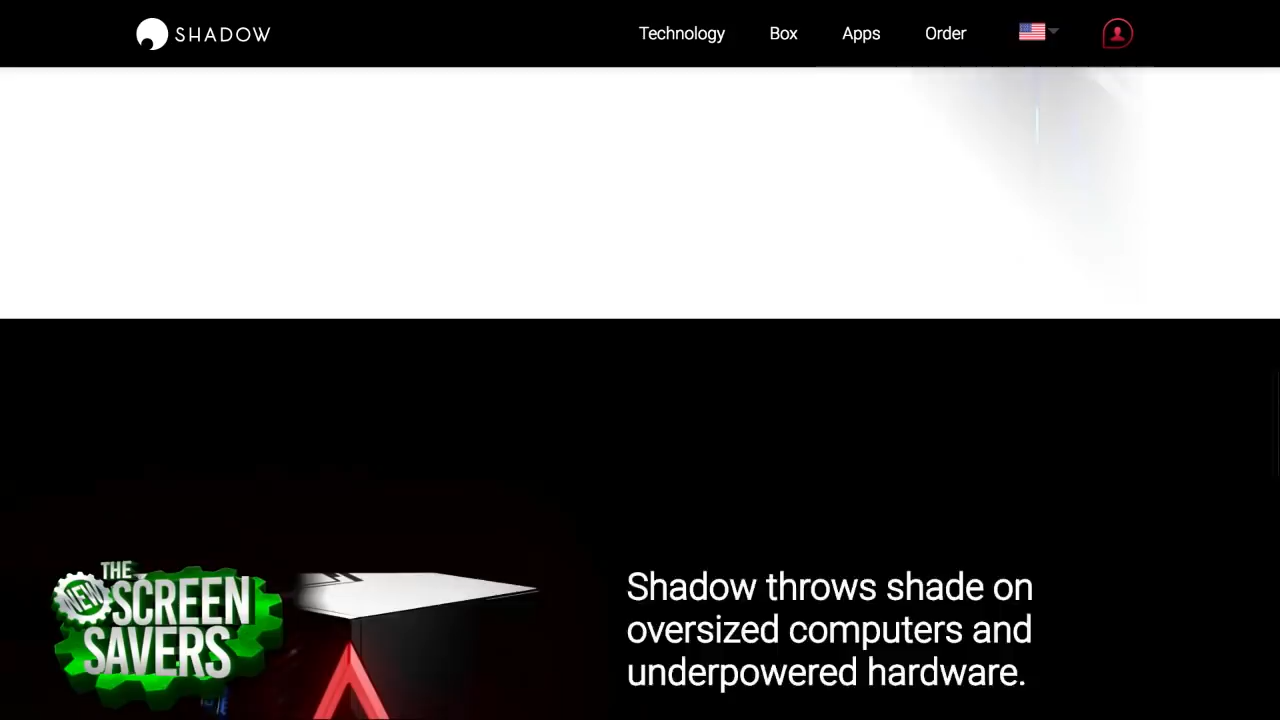 SHADOW
Technology
Box
Apps
Order
Shadow throws shade on
oversized computers and
underpowered hardware.
THE
NEW
SCREEN
SAVERS